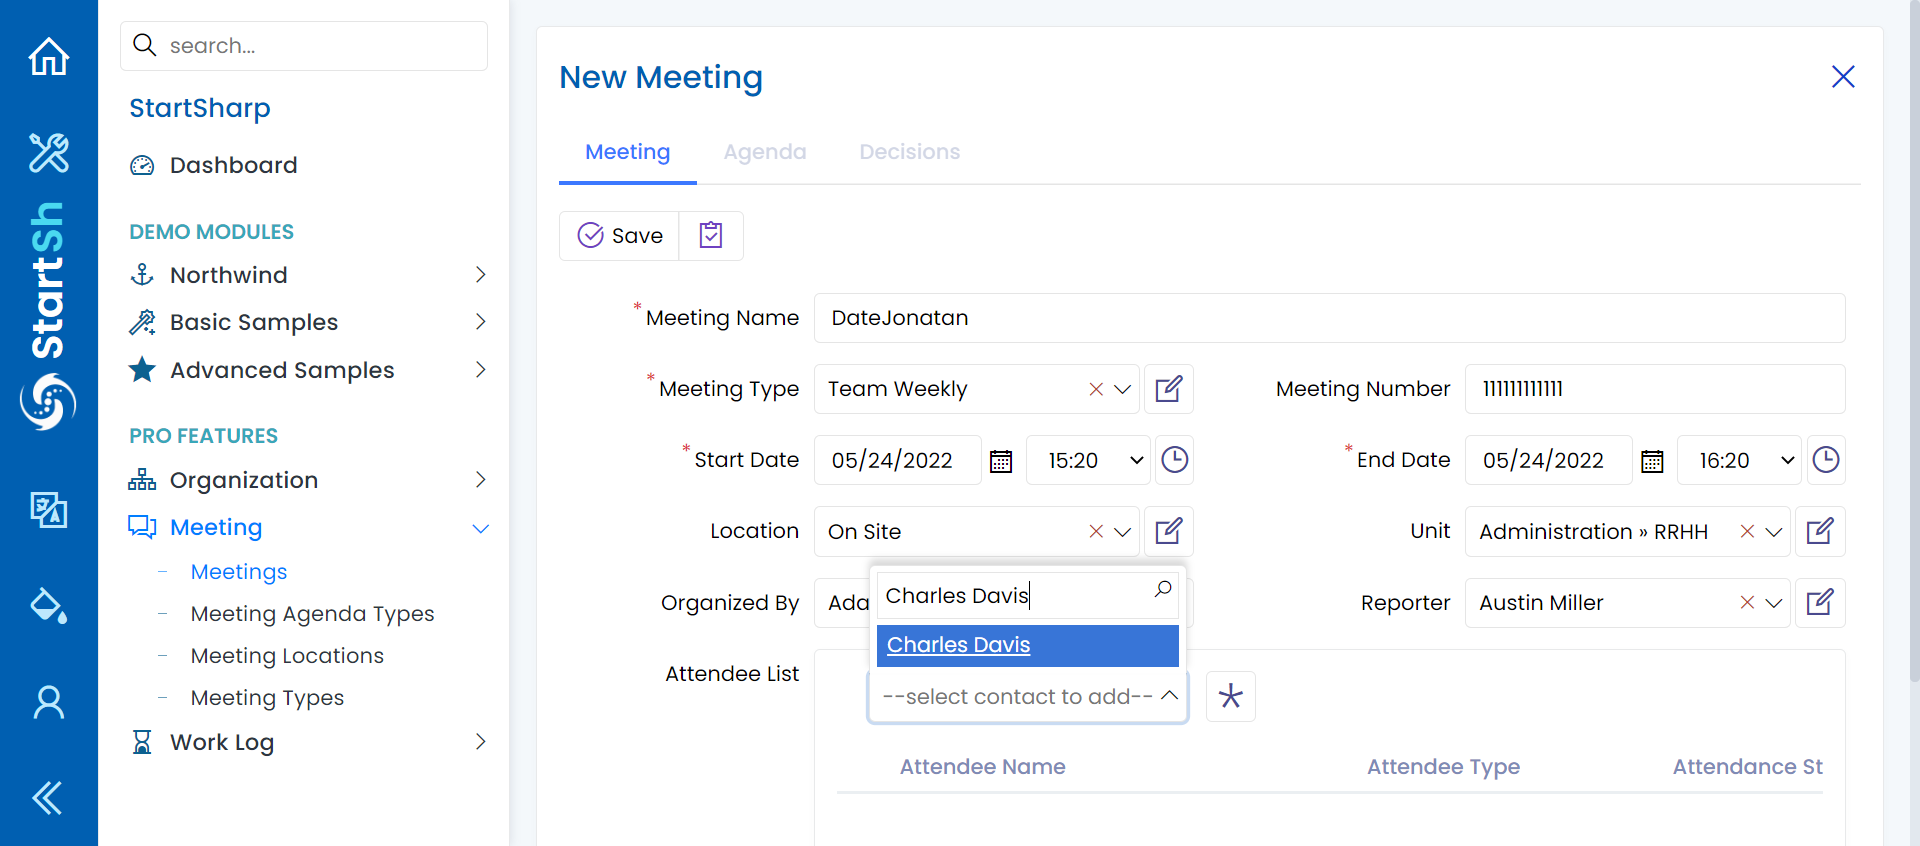 search...
StartSharp
Dashboard
DEMO MODULES
Northwind
Basic Samples
Advanced Samples
PRO FEATURES
Organization
Meeting
Meetings
Meeting Agenda Types
Meeting Locations
Meeting Types
Work Log
StartSh
New Meeting
Meeting Agenda Decisions
Save
* Meeting Name DateJonatan
* Meeting Type Team Weekly Meeting Number 111111111111
* Start Date 05/24/2022 15:20 * End Date 05/24/2022 16:20
Location On Site Unit Administration » RRHH
Organized By Ada Reporter Austin Miller
Charles Davis
Charles Davis
Attendee List --select contact to add--
Attendee Name Attendee Type Attendance St